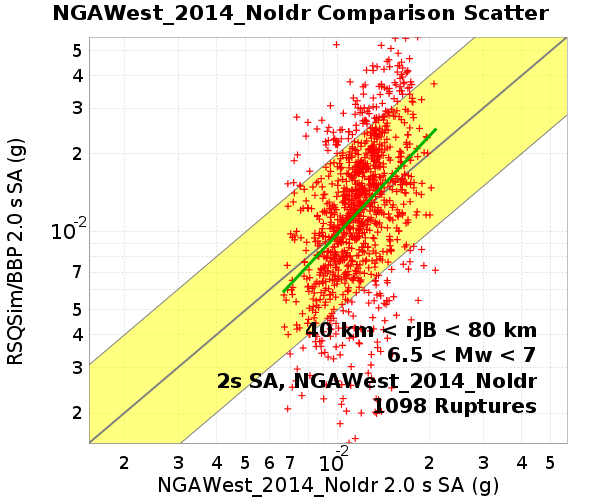 NGAWest_2014_NoIdr Comparison Scatter
RSQSim/BBP 2.0 s SA (g)
5
4
3
2
10-2
7
5
4
3
2
40 km < rJB < 80 km
6.5 < Mw < 7
2s SA, NGAWest_2014_NoIdr
1098 Ruptures
2 3 4 5 6 7 10-2 2 3 4 5
NGAWest_2014_NoIdr 2.0 s SA (g)